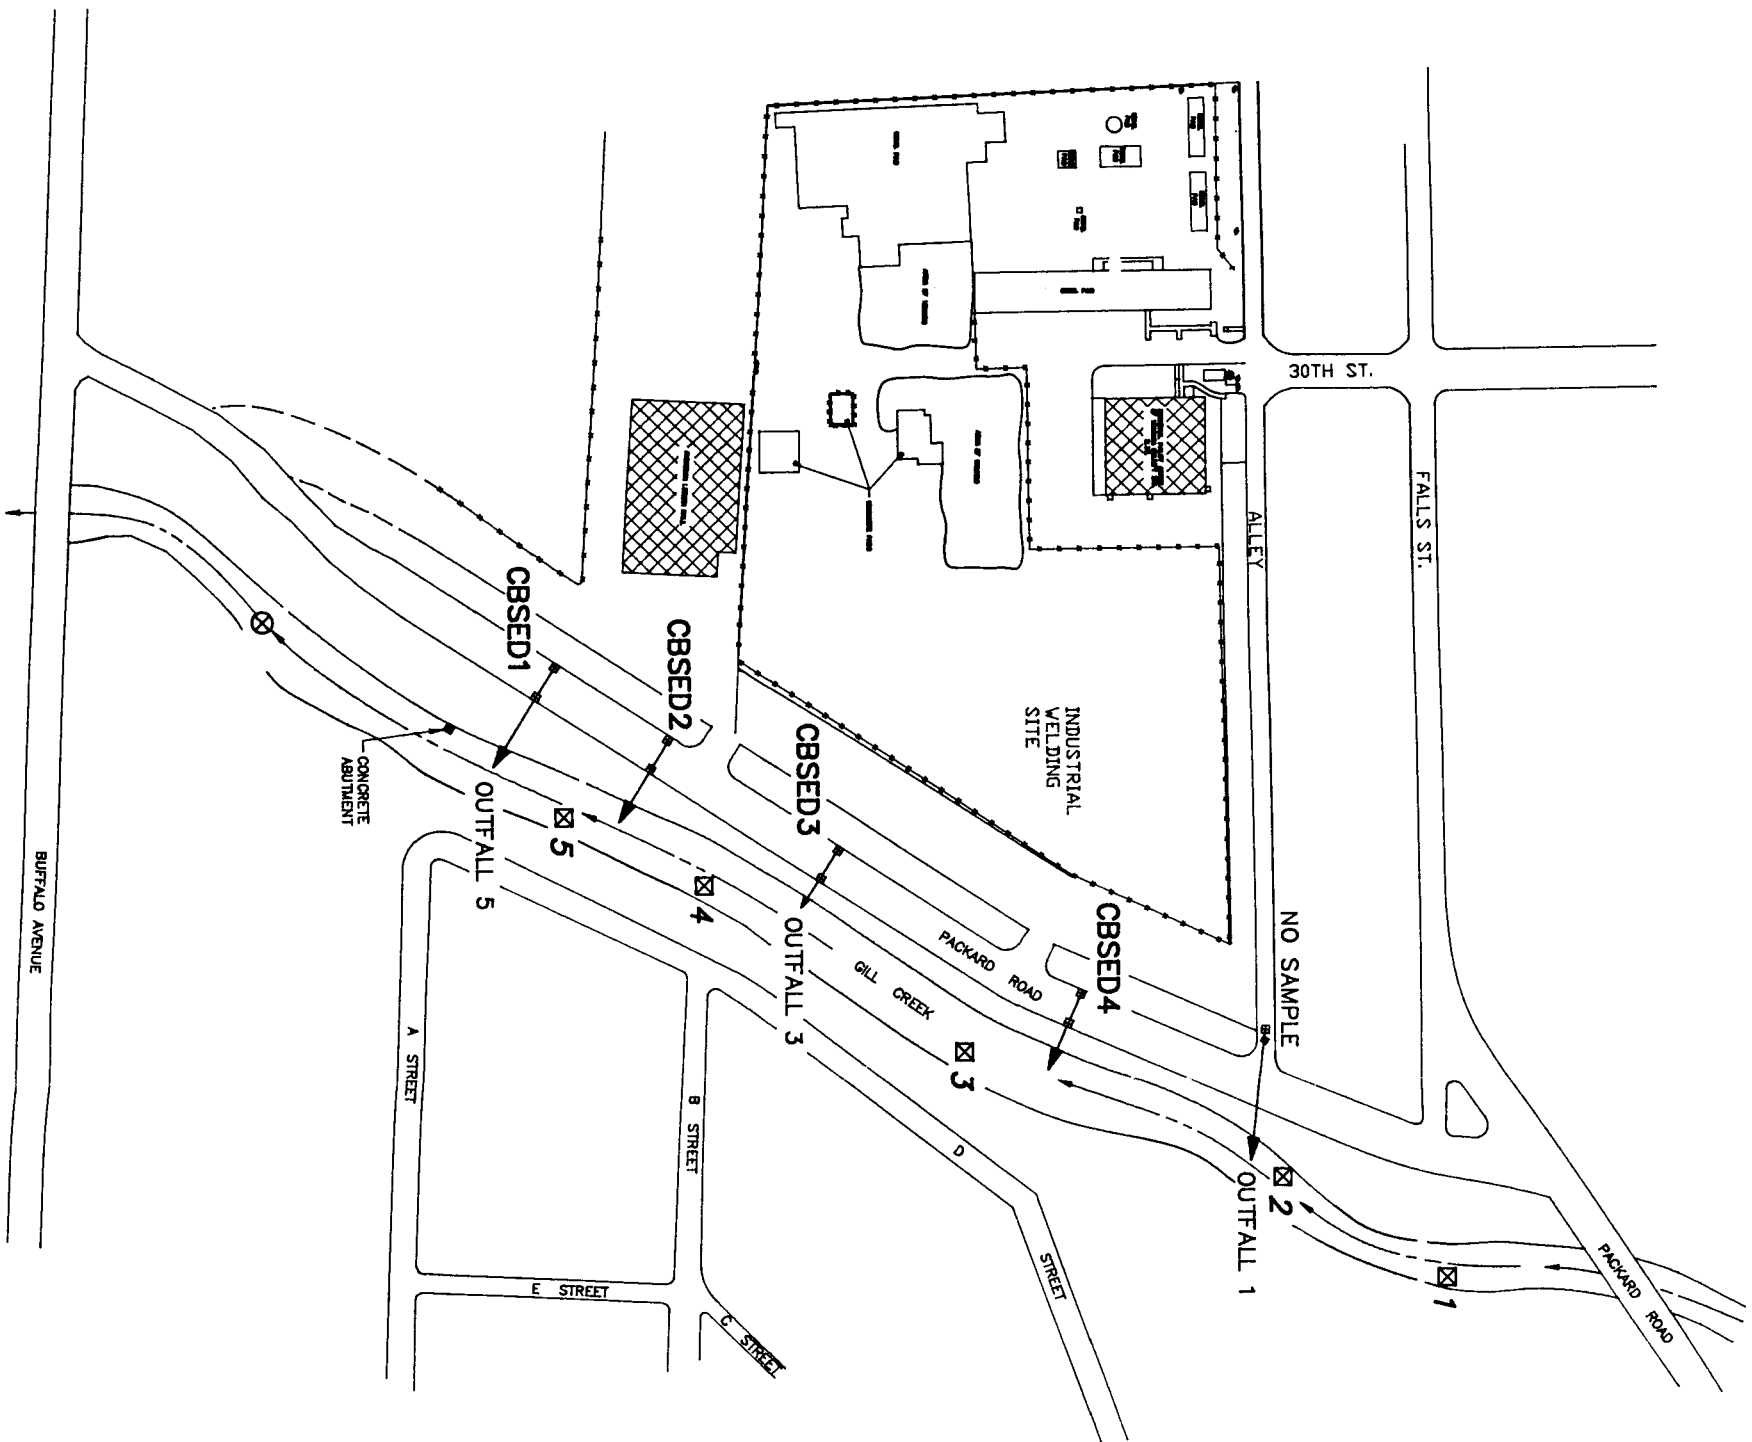 30TH ST.
FALLS ST.
ALLEY
INDUSTRIAL
WELDING
SITE
NO SAMPLE
CBSED1
CBSED2
CBSED3
CBSED4
OUTFALL 5
OUTFALL 3
OUTFALL 1
CONCRETE
ABUTMENT
PACKARD ROAD
GILL CREEK
PACKARD ROAD
1
2
3
4
5
BUFFALO AVENUE
A STREET
B STREET
C STREET
D STREET
E STREET